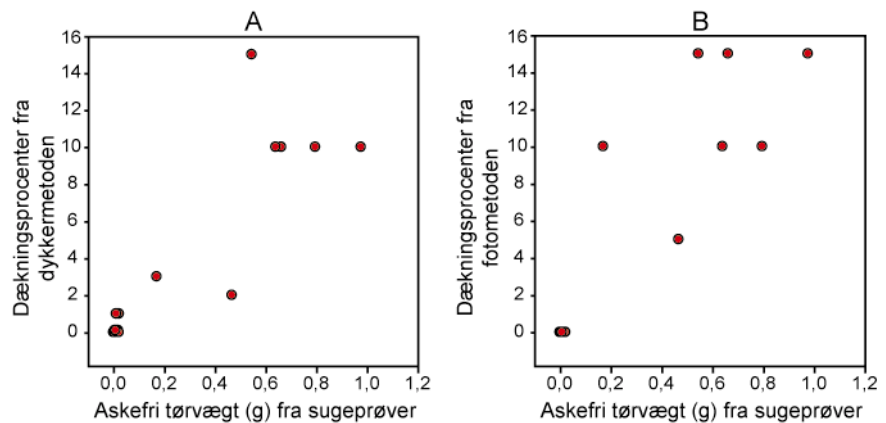 A
16
14
12
10
8
6
4
2
0
Dækningsprocenter fra
dykkermetoden
0,0 0,2 0,4 0,6 0,8 1,0 1,2
Askefri tørvægt (g) fra sugeprøver
B
16
14
12
10
8
6
4
2
0
Dækningsprocenter fra
fotometoden
0,0 0,2 0,4 0,6 0,8 1,0 1,2
Askefri tørvægt (g) fra sugeprøver